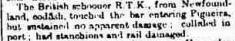 The British schooner R.T.K., from Newfound-
land, codfish, touched the bar entering Figueira,
but sustained no apparent damage; collided in
port; had stanchions and rail damaged.